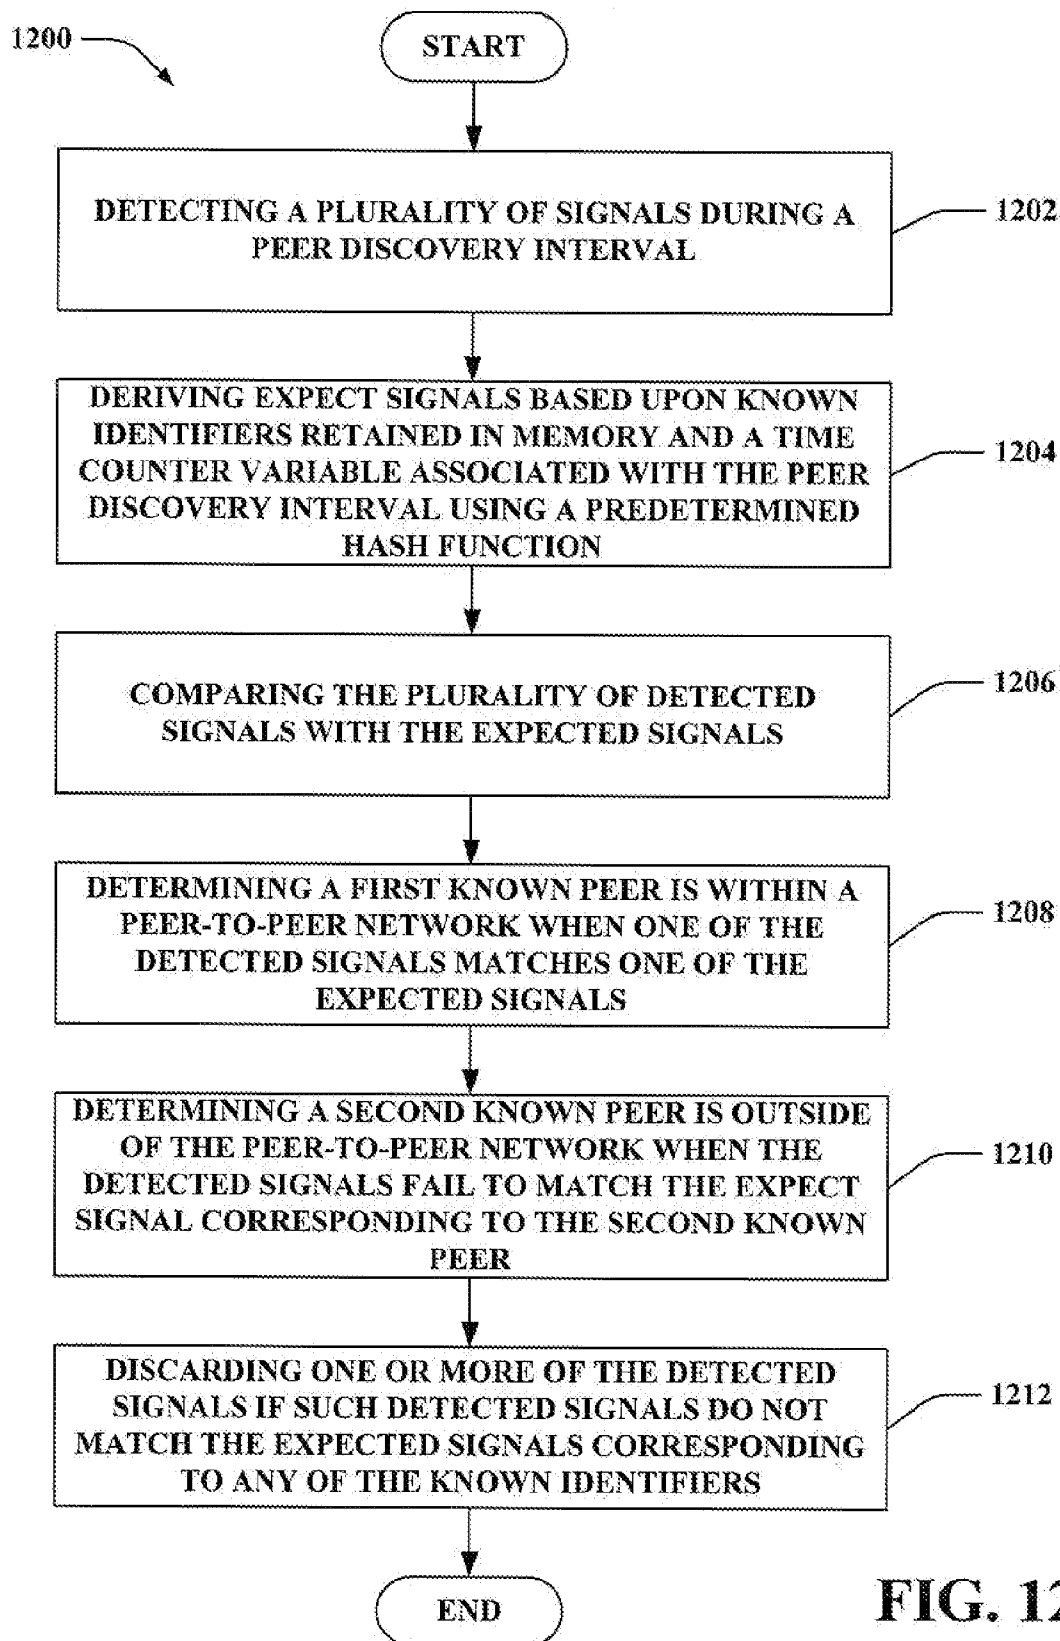 1200
START
DETECTING A PLURALITY OF SIGNALS DURING A
PEER DISCOVERY INTERVAL
1202
DERIVING EXPECT SIGNALS BASED UPON KNOWN
IDENTIFIERS RETAINED IN MEMORY AND A TIME
COUNTER VARIABLE ASSOCIATED WITH THE PEER
DISCOVERY INTERVAL USING A PREDETERMINED
HASH FUNCTION
1204
COMPARING THE PLURALITY OF DETECTED
SIGNALS WITH THE EXPECTED SIGNALS
1206
DETERMINING A FIRST KNOWN PEER IS WITHIN A
PEER-TO-PEER NETWORK WHEN ONE OF THE
DETECTED SIGNALS MATCHES ONE OF THE
EXPECTED SIGNALS
1208
DETERMINING A SECOND KNOWN PEER IS OUTSIDE
OF THE PEER-TO-PEER NETWORK WHEN THE
DETECTED SIGNALS FAIL TO MATCH THE EXPECT
SIGNAL CORRESPONDING TO THE SECOND KNOWN
PEER
1210
DISCARDING ONE OR MORE OF THE DETECTED
SIGNALS IF SUCH DETECTED SIGNALS DO NOT
MATCH THE EXPECTED SIGNALS CORRESPONDING
TO ANY OF THE KNOWN IDENTIFIERS
1212
END
FIG. 12